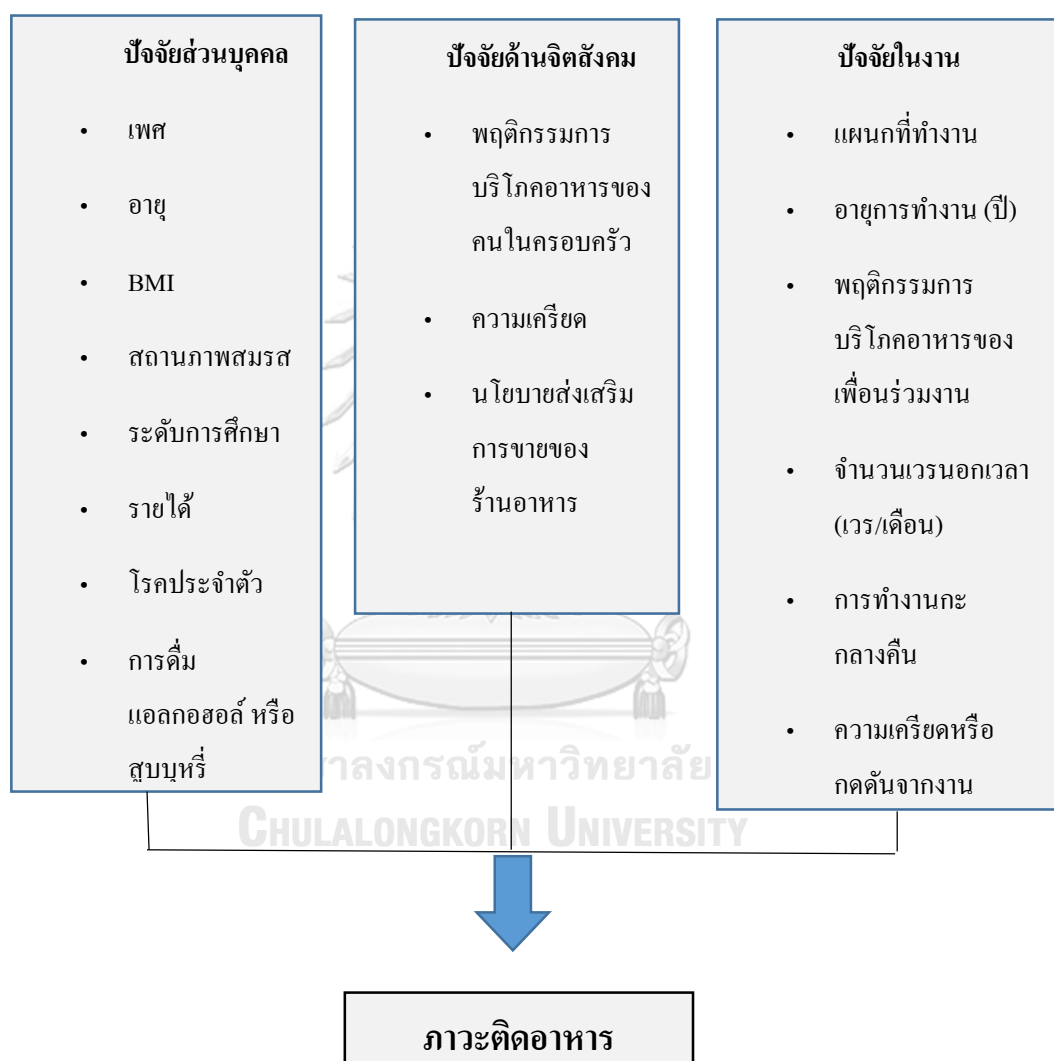 ปัจจัยส่วนบุคคล
• เพศ
• อายุ
• BMI
• สถานภาพสมรส
• ระดับการศึกษา
• รายได้
• โรคประจำตัว
• การดื่ม
แอลกอฮอล์ หรือ
สูบบุหรี่
ปัจจัยด้านจิตสังคม
• พฤติกรรมการ
บริโภคอาหารของ
คนในครอบครัว
• ความเครียด
• นโยบายส่งเสริม
การขายของ
ร้านอาหาร
ปัจจัยในงาน
• แผนกที่ทำงาน
• อายุการทำงาน (ปี)
• พฤติกรรมการ
บริโภคอาหารของ
เพื่อนร่วมงาน
• จำนวนเวรนอกเวลา
(เวร/เดือน)
• การทำงานกะ
กลางคืน
• ความเครียดหรือ
กดดันจากงาน
าลงกรณ์มหาวิทยาลัย
CHULALONGKORN UNIVERSITY
ภาวะติดอาหาร